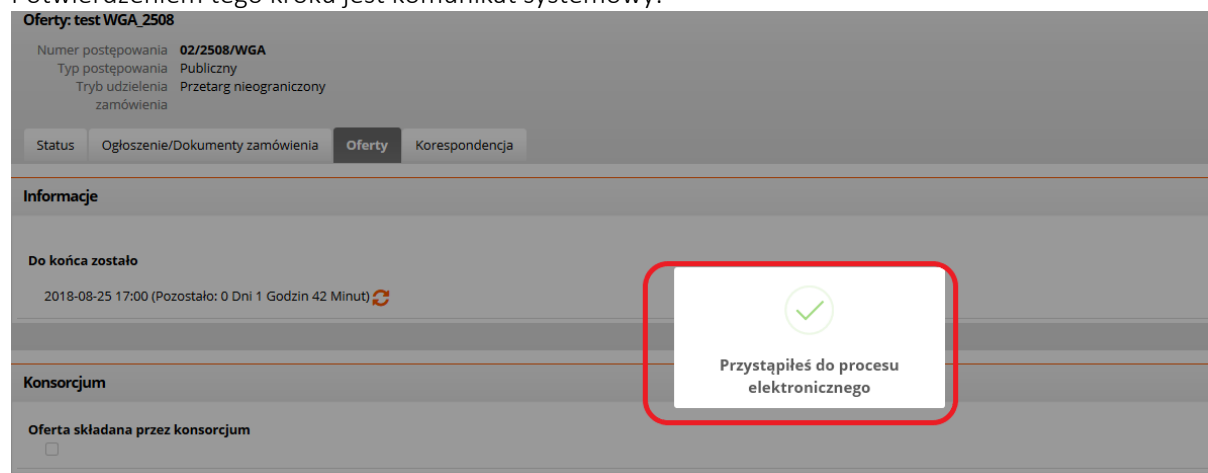 Potwierdzeniem tego kroku jest komunikat systemowy:
Oferty: test WGA_2508
Numer postępowania 02/2508/WGA
Typ postępowania Publiczny
Tryb udzielenia Przetarg nieograniczony
zamówienia
Status Ogłoszenie/Dokumenty zamówienia Oferty Korespondencja
Informacje
Do końca zostało
2018-08-25 17:00 (Pozostało: 0 Dni 1 Godzin 42 Minut)
Przystąpiłeś do procesu
elektronicznego
Konsorcjum
Oferta składana przez konsorcjum